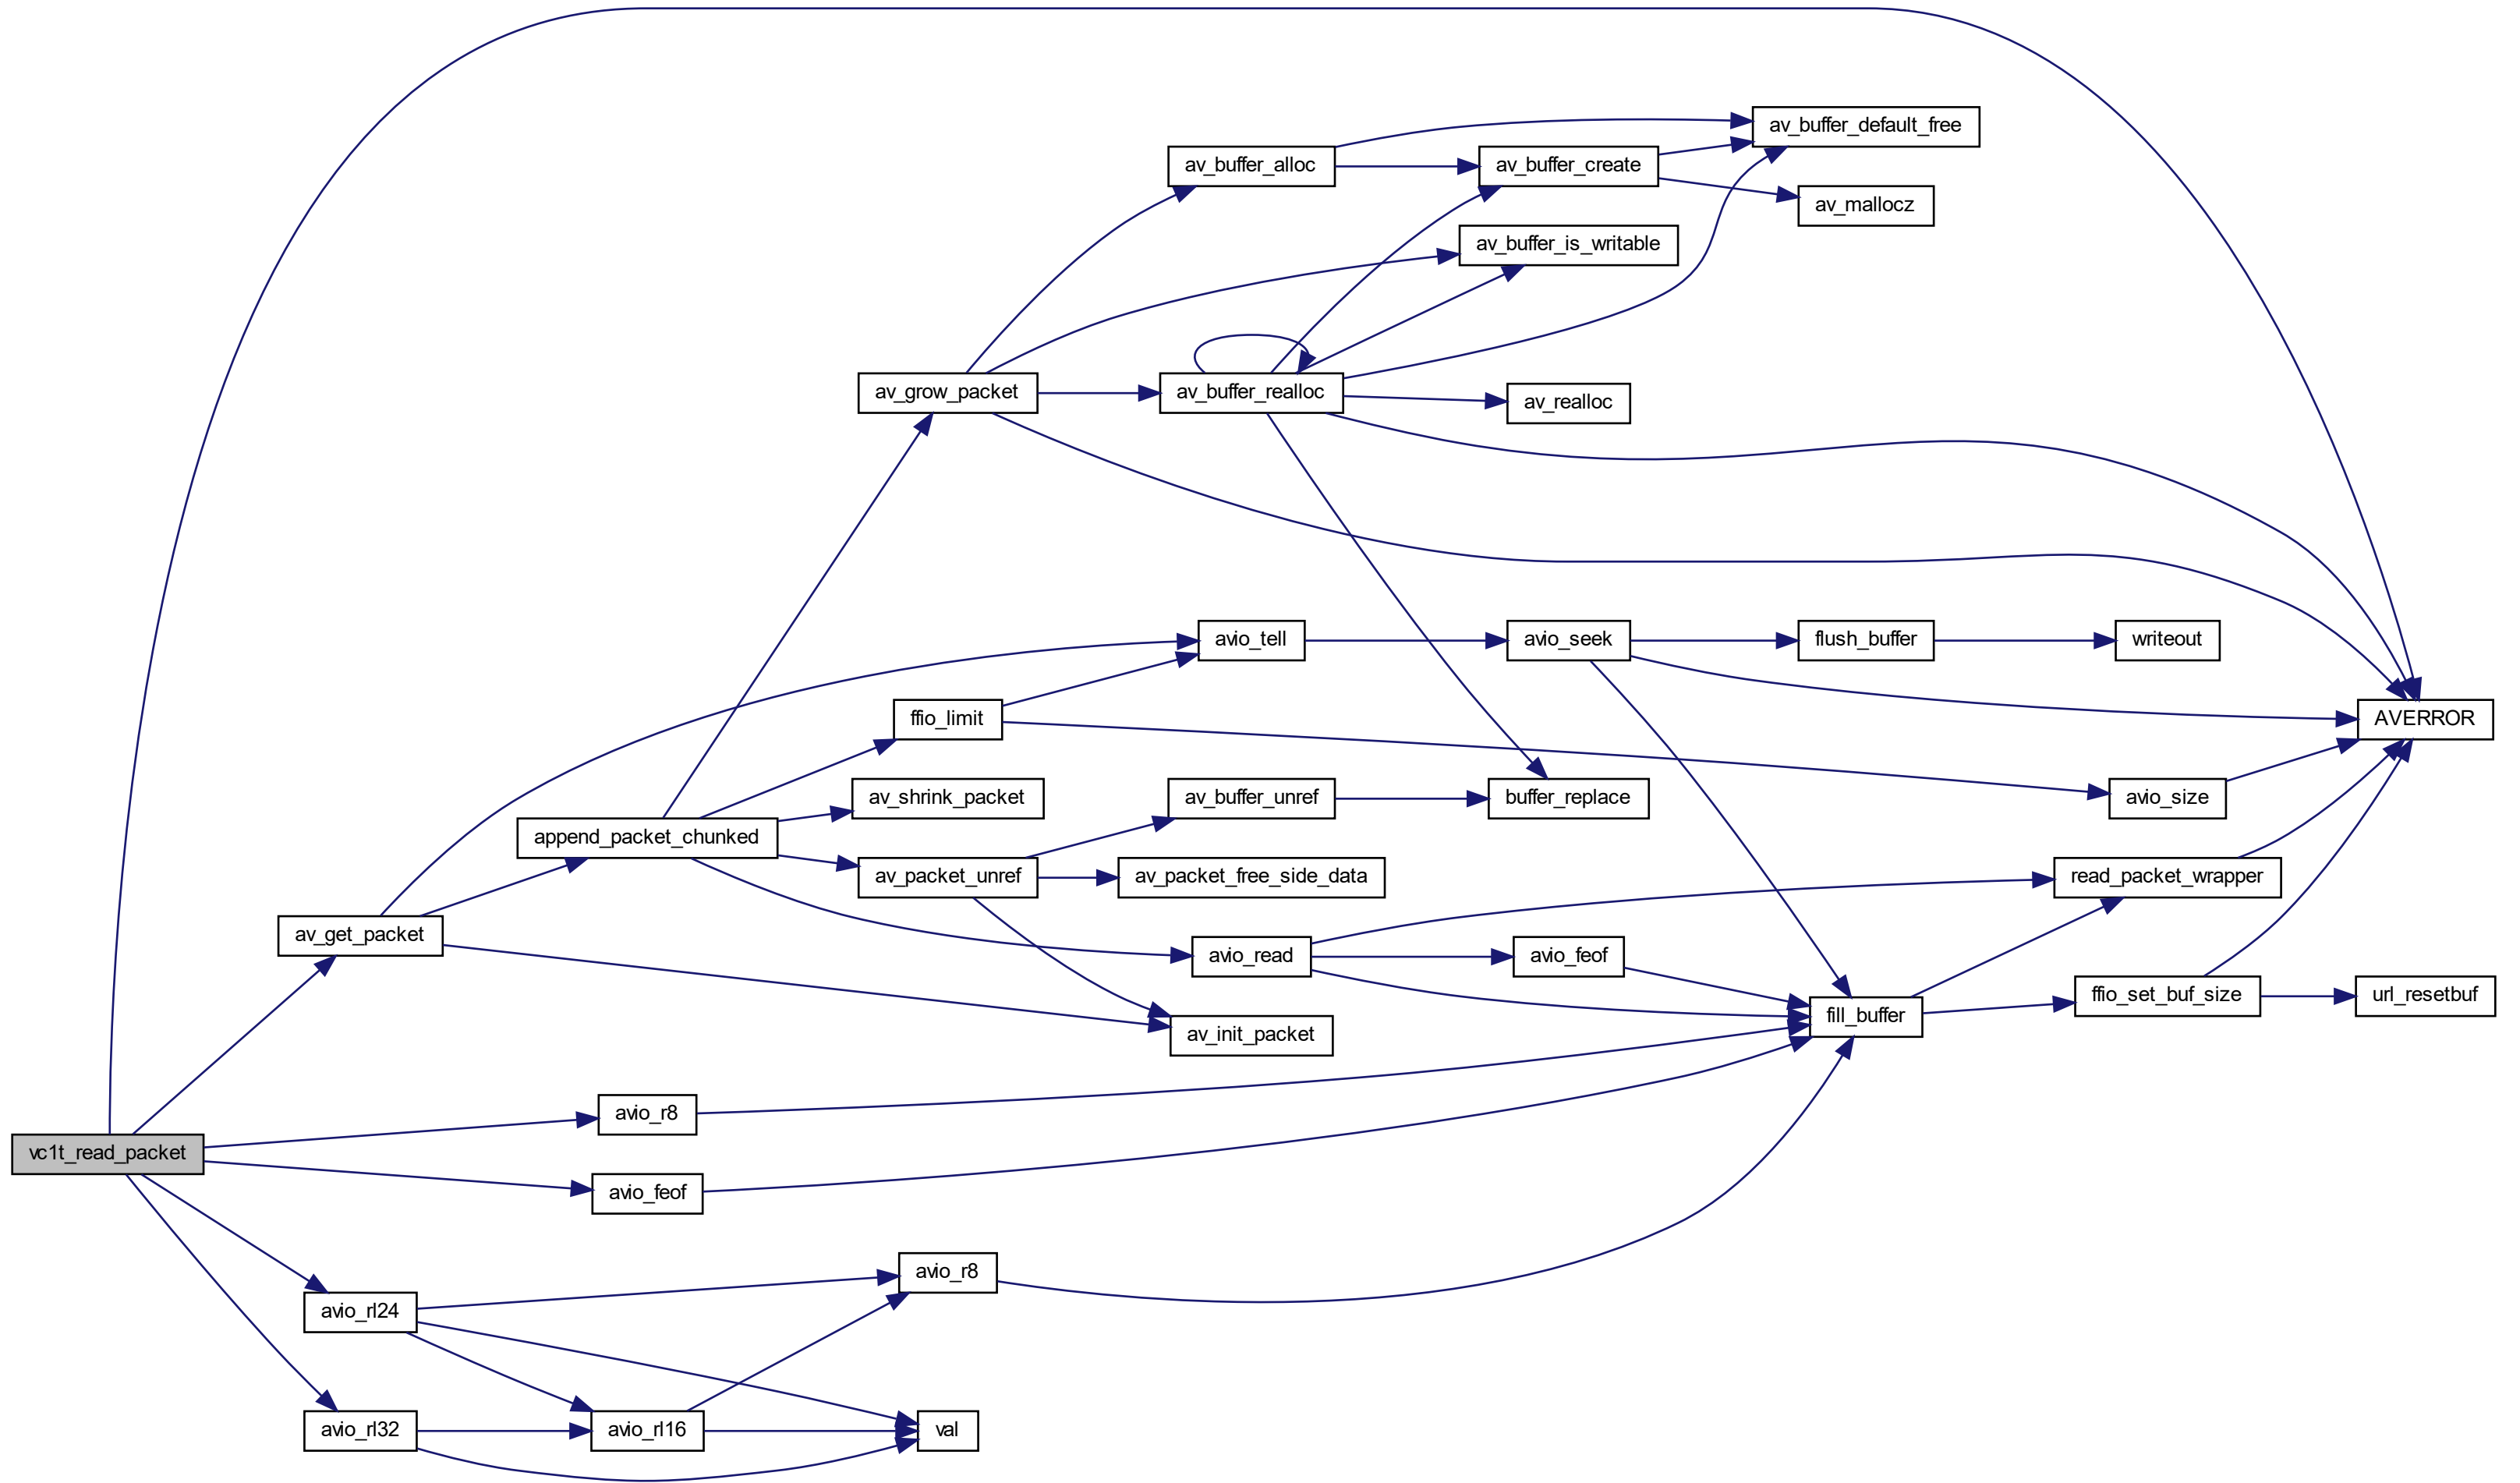 av_buffer_default_free
av_buffer_alloc
av_buffer_create
av_mallocz
av_buffer_is_writable
av_grow_packet
av_buffer_realloc
av_realloc
avio_tell
avio_seek
flush_buffer
writeout
ffio_limit
AVERROR
av_shrink_packet
av_buffer_unref
buffer_replace
avio_size
append_packet_chunked
av_packet_unref
av_packet_free_side_data
read_packet_wrapper
av_get_packet
avio_read
avio_feof
ffio_set_buf_size
url_resetbuf
fill_buffer
av_init_packet
avio_r8
vc1t_read_packet
avio_feof
avio_r8
avio_rl24
avio_rl32
avio_rl16
val